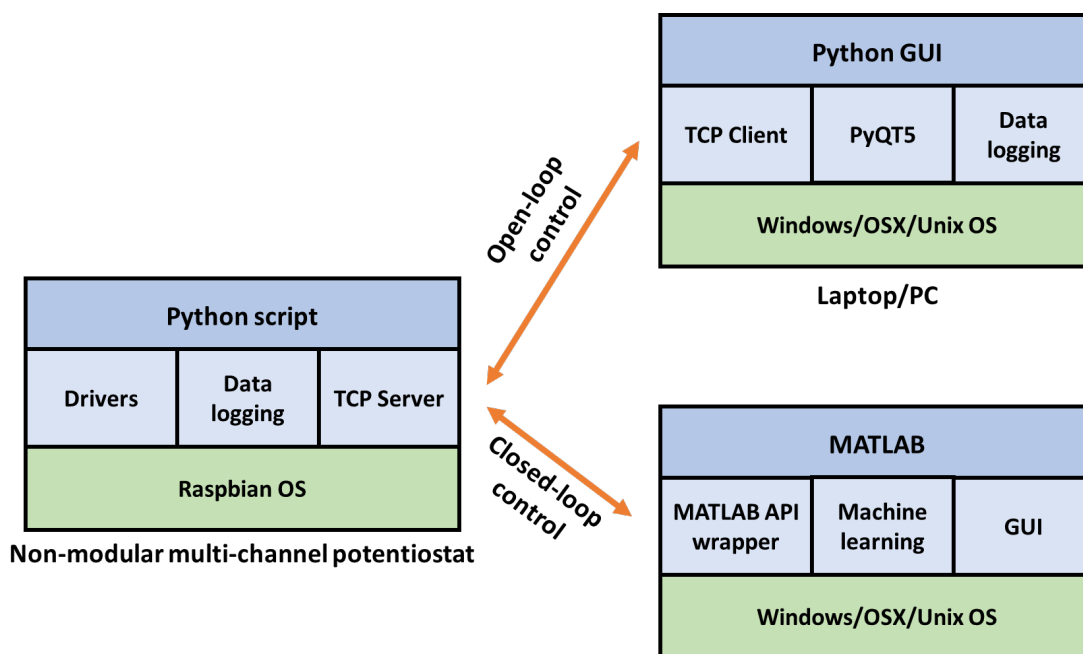 Python GUI
TCP Client
PyQT5
Data
logging
Windows/OSX/Unix OS
Laptop/PC
Open-loop
control
Python script
Drivers
Data
logging
TCP Server
Raspbian OS
Non-modular multi-channel potentiostat
Closed-loop
control
MATLAB
MATLAB API
wrapper
Machine
learning
GUI
Windows/OSX/Unix OS